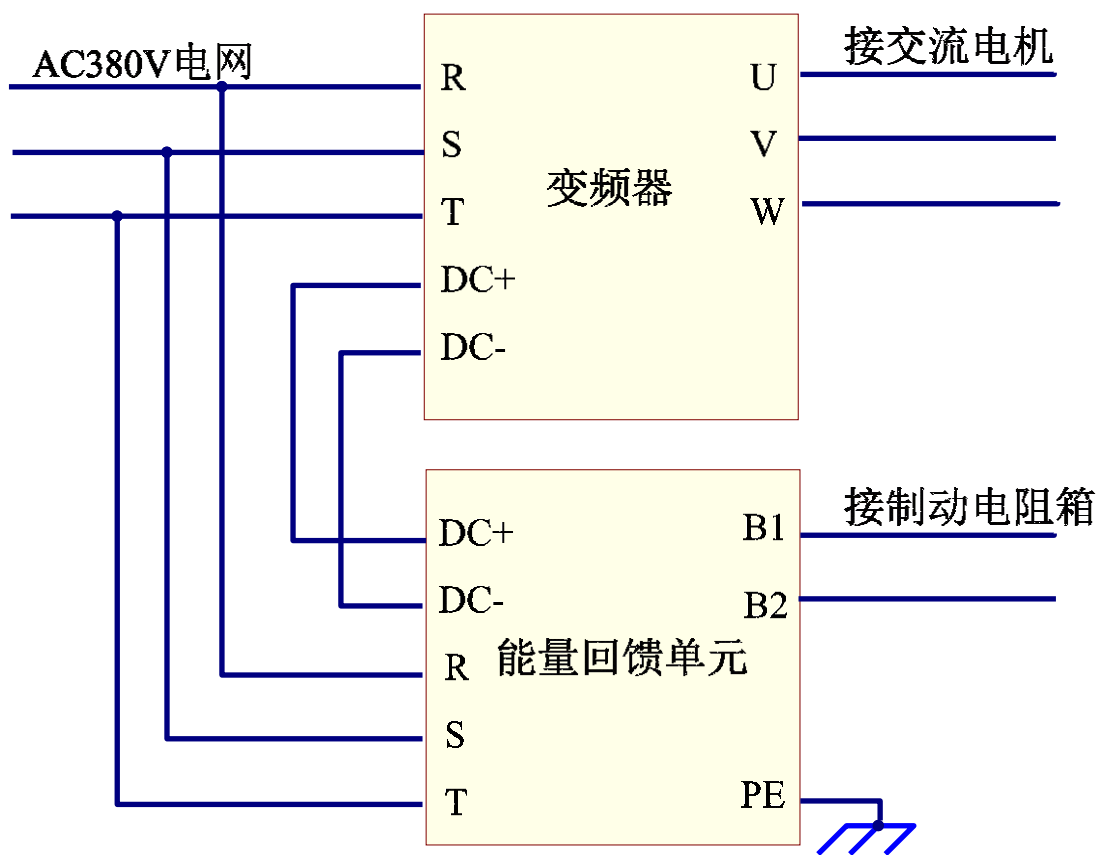 AC380V电网
接交流电机
R
U
S
V
变频器
T
W
DC+
DC-
接制动电阻箱
DC+
B1
DC-
B2
能量回馈单元
R
S
T
PE